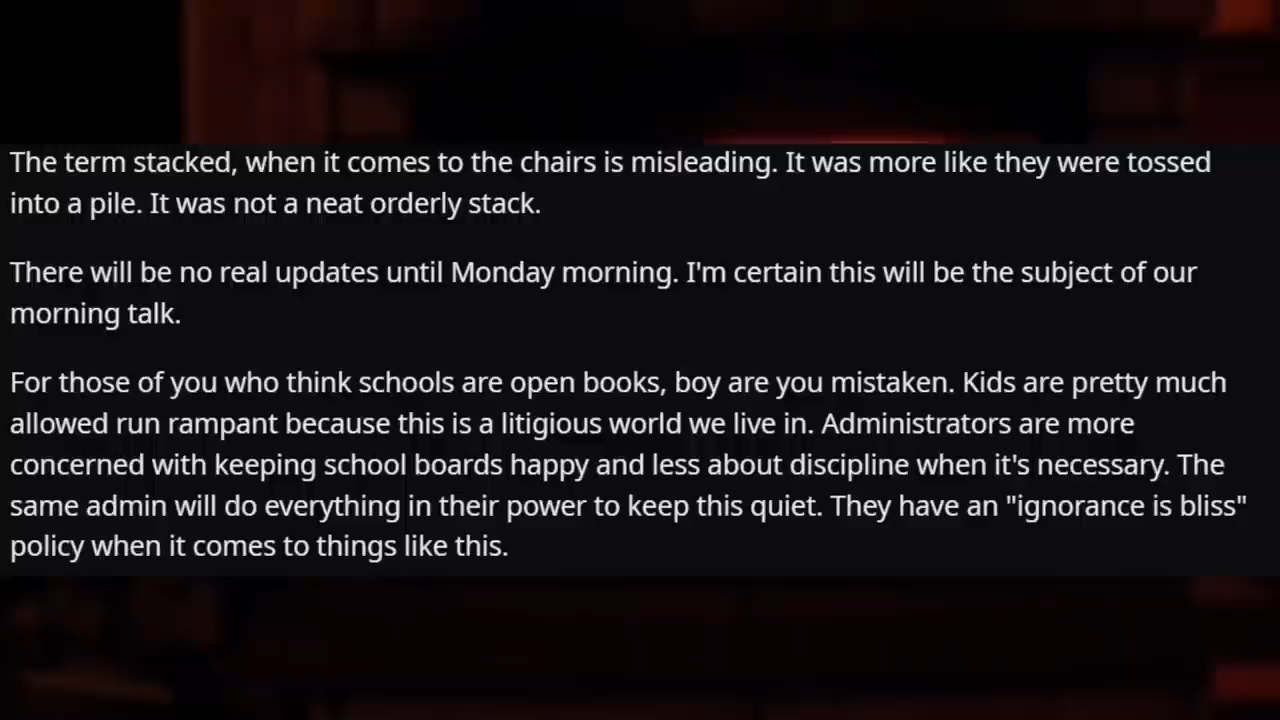 The term stacked, when it comes to the chairs is misleading. It was more like they were tossed
into a pile. It was not a neat orderly stack.
There will be no real updates until Monday morning. I'm certain this will be the subject of our
morning talk.
For those of you who think schools are open books, boy are you mistaken. Kids are pretty much
allowed run rampant because this is a litigious world we live in. Administrators are more
concerned with keeping school boards happy and less about discipline when it's necessary. The
same admin will do everything in their power to keep this quiet. They have an "ignorance is bliss"
policy when it comes to things like this.